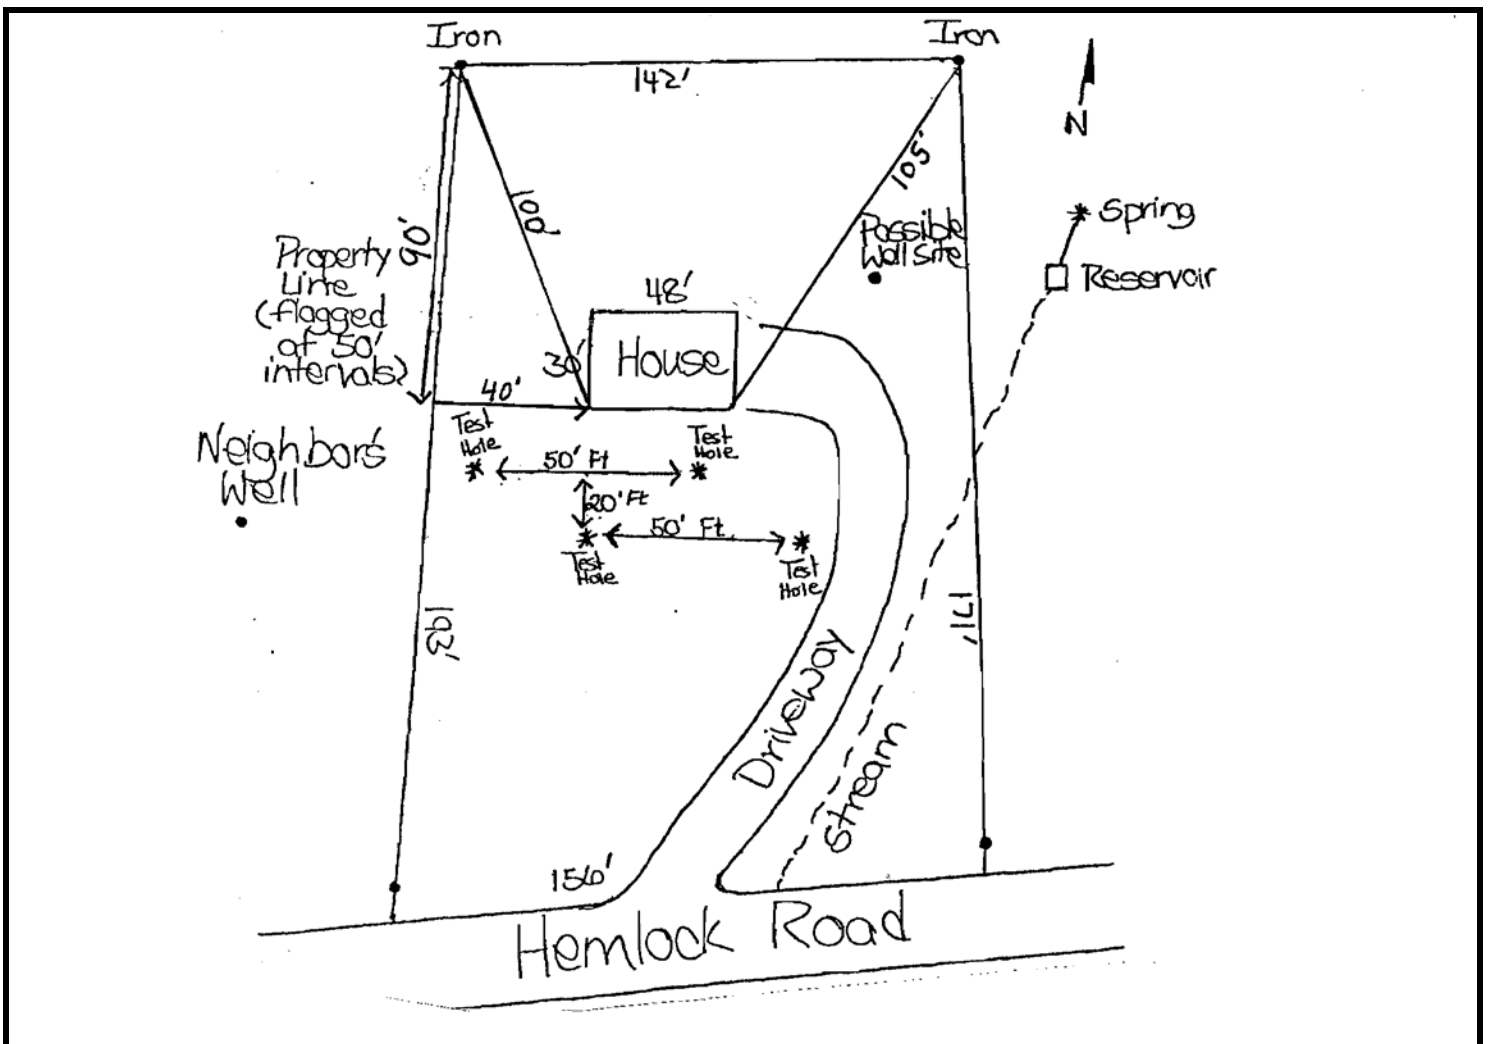 Iron
Iron
142'
N
105'
100'
90'
Spring
Possible
Well Site
Reservoir
Property
Line
(flagged
at 50'
intervals)
48'
30'
House
40'
Test
Hole
Test
Hole
Neighbor's
Well
50' Ft
20' Ft
50' Ft
Test
Hole
Test
Hole
193'
171'
Driveway
Stream
156'
Hemlock Road